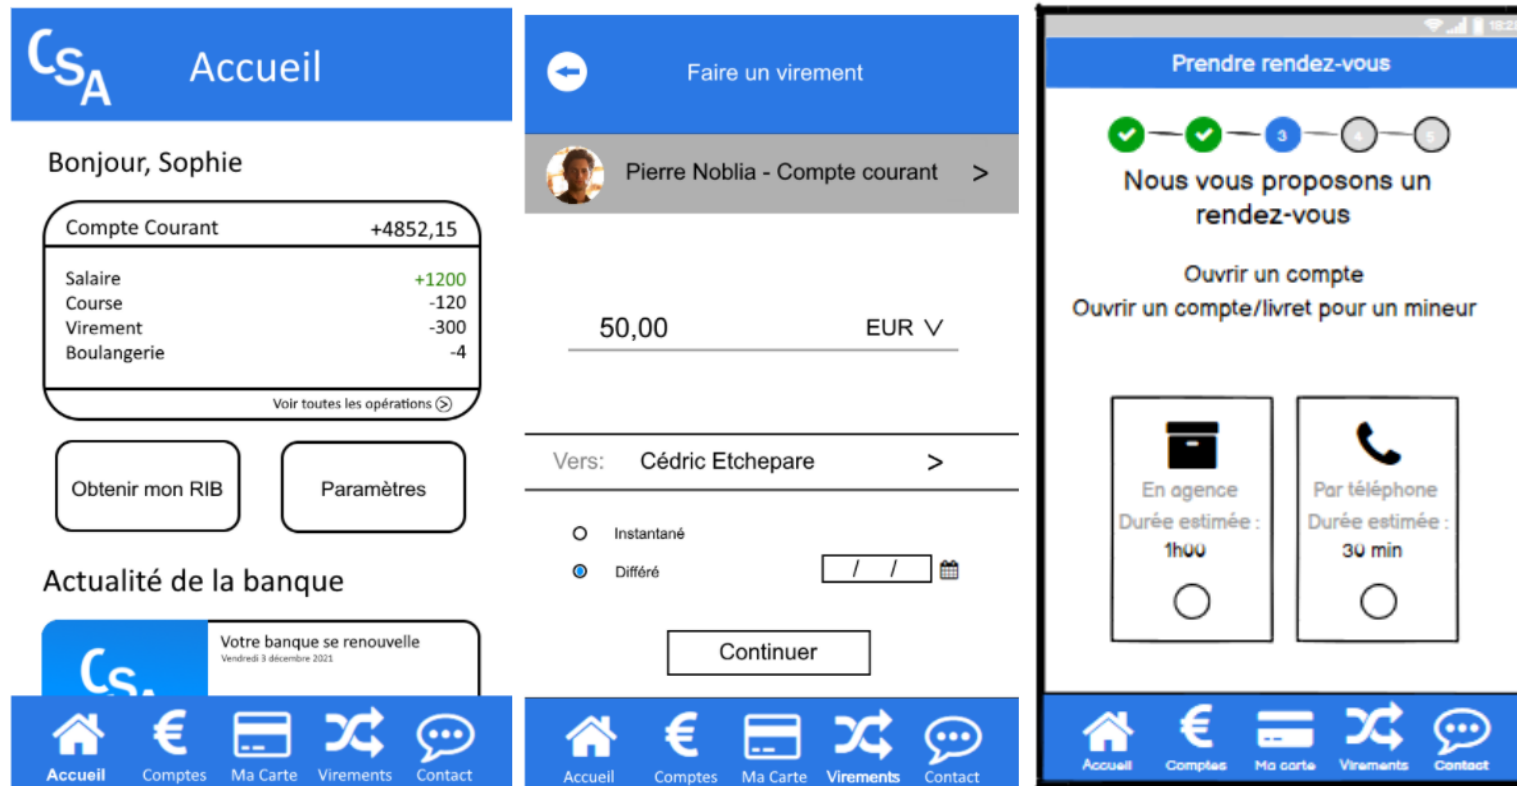 CSA
Accueil
Bonjour, Sophie
Compte Courant +4852,15
Salaire +1200
Course -120
Virement -300
Boulangerie -4
Voir toutes les opérations >
Obtenir mon RIB
Paramètres
Actualité de la banque
CSA
Votre banque se renouvelle
Vendredi 3 décembre 2021
Accueil Comptes Ma Carte Virements Contact
Faire un virement
Pierre Noblia - Compte courant >
50,00 EUR
Vers: Cédric Etchepare >
Instantané
Différé / /
Continuer
Accueil Comptes Ma Carte Virements Contact
Prendre rendez-vous
3 4 5
Nous vous proposons un
rendez-vous
Ouvrir un compte
Ouvrir un compte/livret pour un mineur
En agence
Durée estimée :
1h00
Par téléphone
Durée estimée :
30 min
Accueil Comptes Ma carte Virements Contact